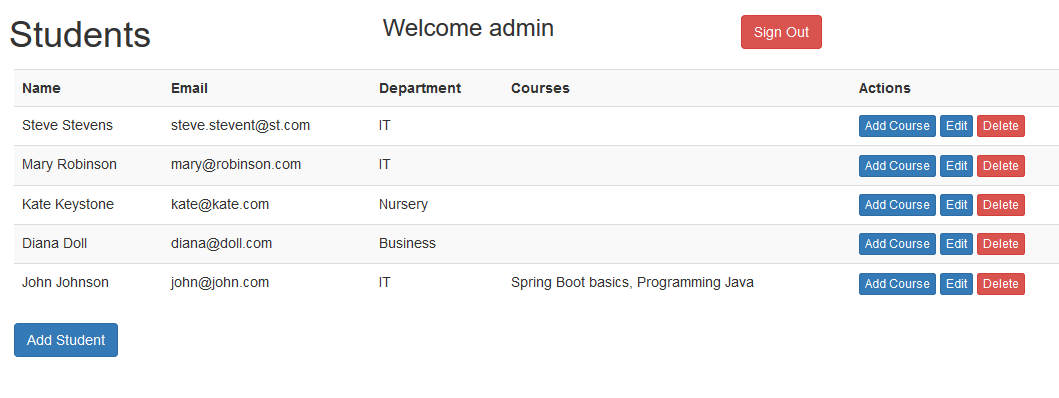 Students Welcome admin Sign Out
Name Email Department Courses Actions
Steve Stevens steve.stevent@st.com IT Add Course Edit Delete
Mary Robinson mary@robinson.com IT Add Course Edit Delete
Kate Keystone kate@kate.com Nursery Add Course Edit Delete
Diana Doll diana@doll.com Business Add Course Edit Delete
John Johnson john@john.com IT Spring Boot basics, Programming Java Add Course Edit Delete
Add Student